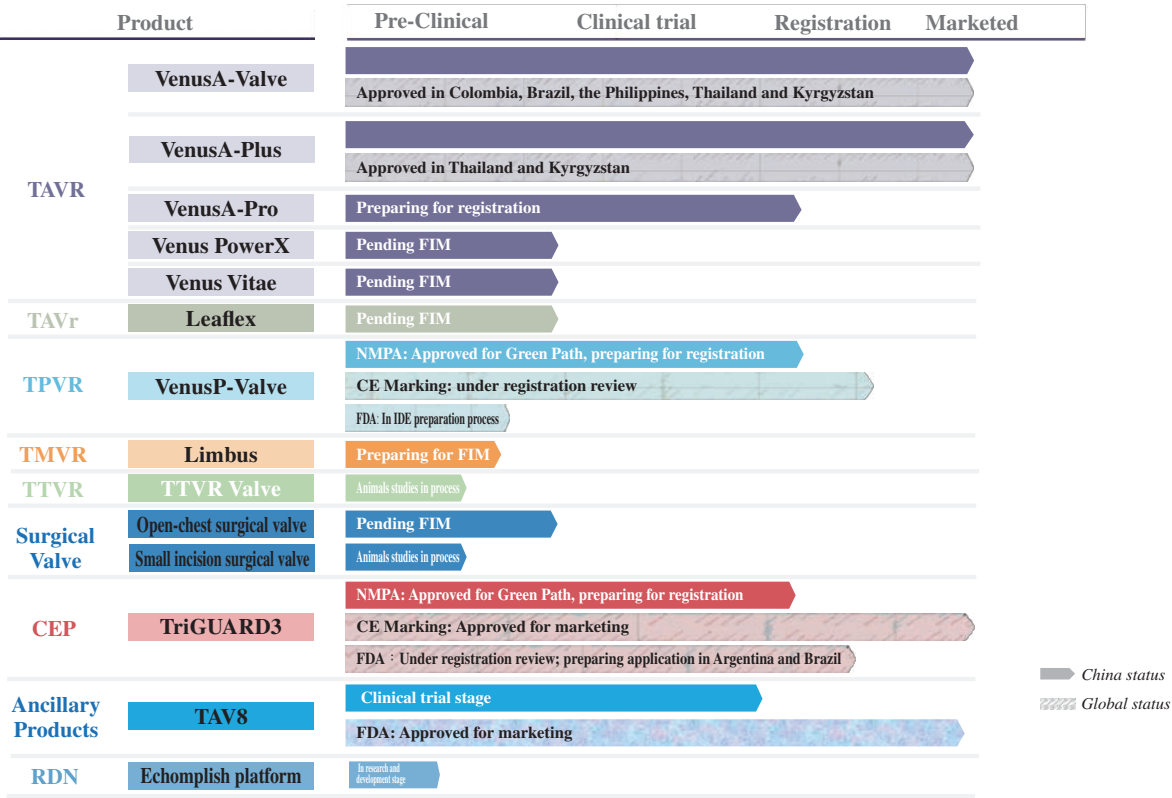 Product Pre-Clinical Clinical trial Registration Marketed
TAVR
VenusA-Valve
Approved in Colombia, Brazil, the Philippines, Thailand and Kyrgyzstan
VenusA-Plus
Approved in Thailand and Kyrgyzstan
VenusA-Pro
Preparing for registration
Venus PowerX
Pending FIM
Venus Vitae
Pending FIM
TAVr
Leaflex
Pending FIM
TPVR
VenusP-Valve
NMPA: Approved for Green Path, preparing for registration
CE Marking: under registration review
FDA: In IDE preparation process
TMVR
Limbus
Preparing for FIM
TTVR
TTVR Valve
Animals studies in process
Surgical
Valve
Open-chest surgical valve
Pending FIM
Small incision surgical valve
Animals studies in process
CEP
TriGUARD3
NMPA: Approved for Green Path, preparing for registration
CE Marking: Approved for marketing
FDA：Under registration review; preparing application in Argentina and Brazil
Ancillary
Products
TAV8
Clinical trial stage
FDA: Approved for marketing
RDN
Echomplish platform
In research and
development stage
China status
Global status